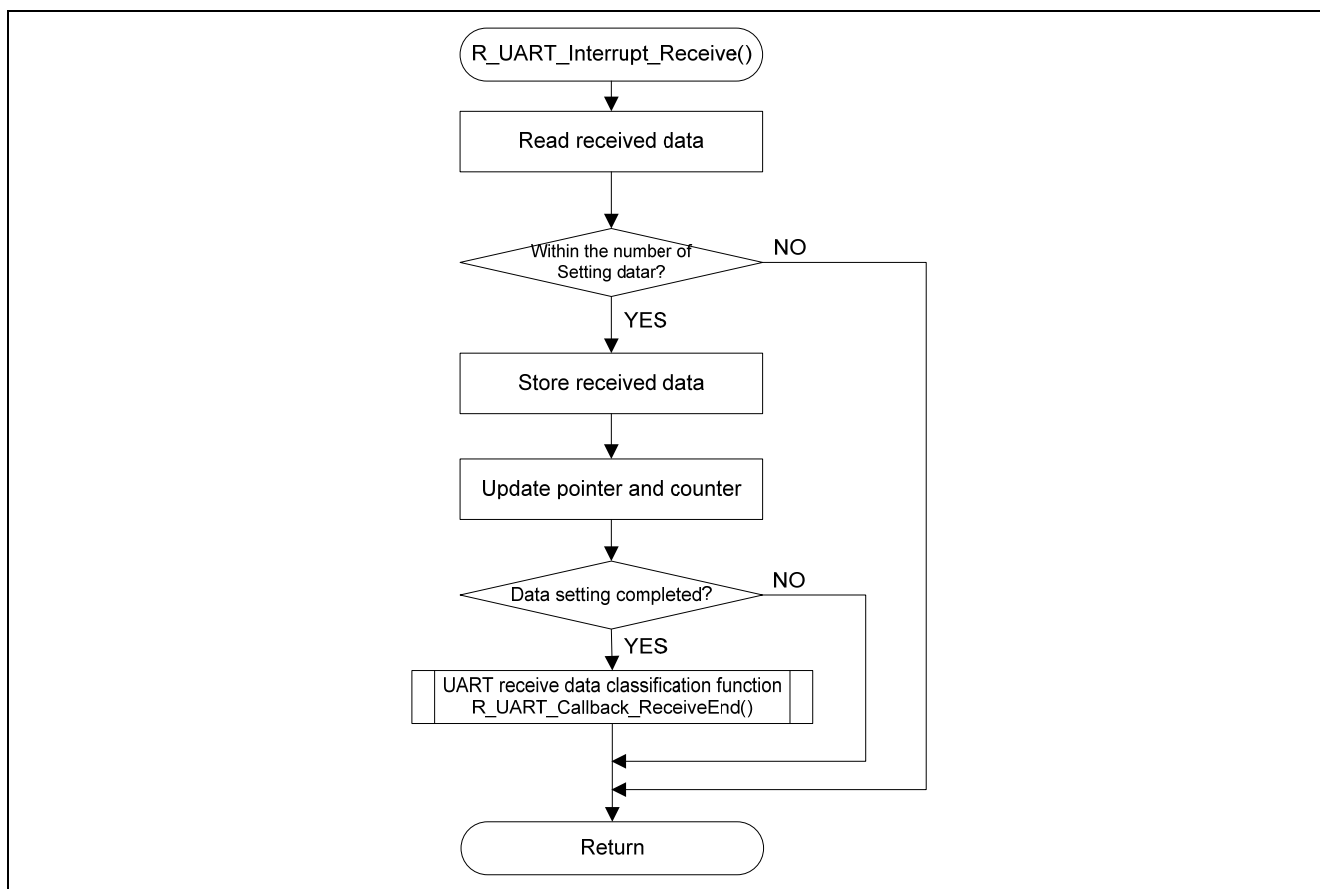 R_UART_Interrupt_Receive()
Read received data
Within the number of
Setting datar?
NO
YES
Store received data
Update pointer and counter
Data setting completed?
NO
YES
UART receive data classification function
R_UART_Callback_ReceiveEnd()
Return